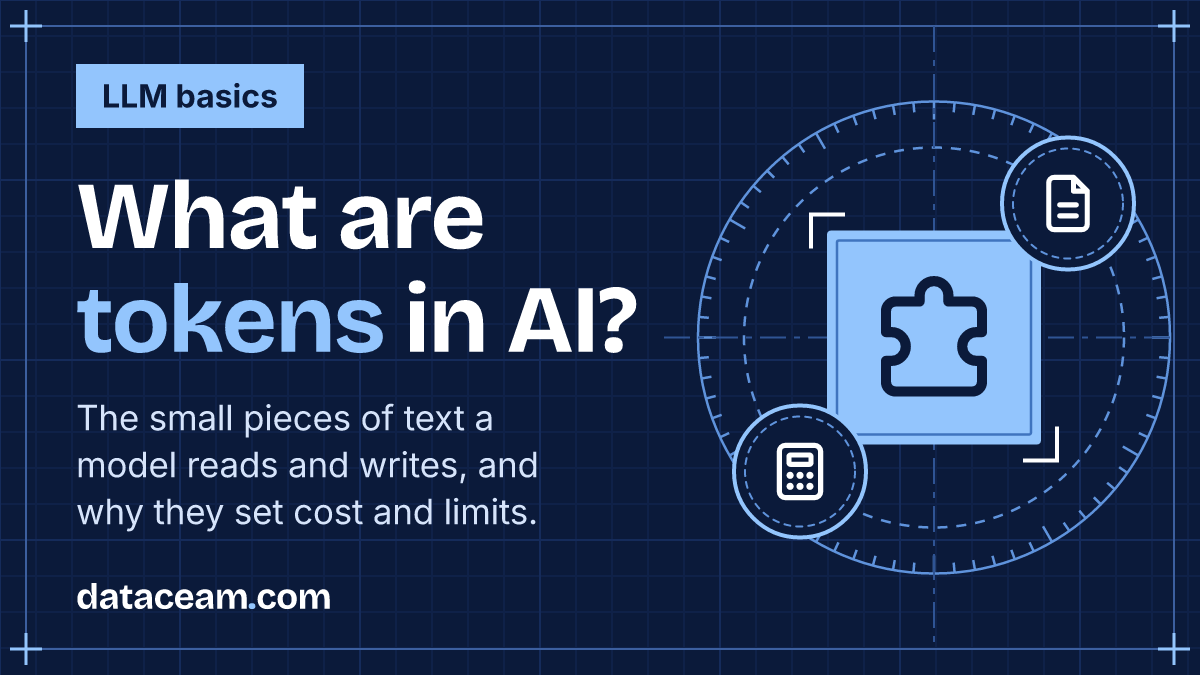 LLM basics
What are
tokens in AI?
The small pieces of text a
model reads and writes, and
why they set cost and limits.
dataceam.com